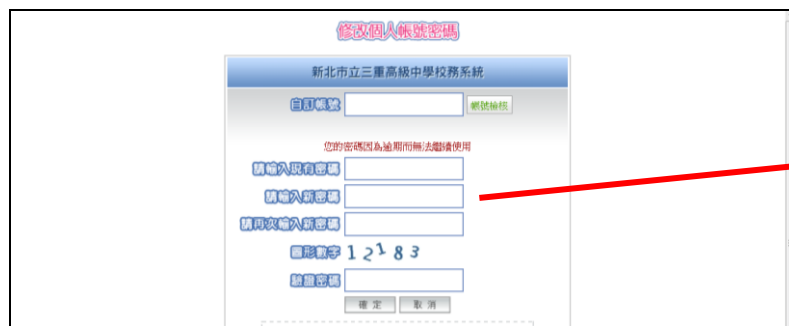 修改個人帳號密碼
新北市立三重高級中學校務系統
自訂帳號 帳號檢核
您的密碼因為逾期而無法繼續使用
請輸入現有密碼
請輸入新密碼
請再次輸入新密碼
圖形數字 12183
驗證密碼
確定 取消